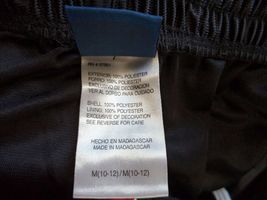 EXTERIOR: 100% POLYESTER
FORRO: 100% POLYESTER
EXCLUSIVO DE DECORACION
VER AL DORSO PARA CUIDADO
SHELL: 100% POLYESTER
LINING: 100% POLYESTER
EXCLUSIVE OF DECORATION
SEE REVERSE FOR CARE
HECHO EN MADAGASCAR
MADE IN MADAGASCAR
M(10-12) / M(10-12)